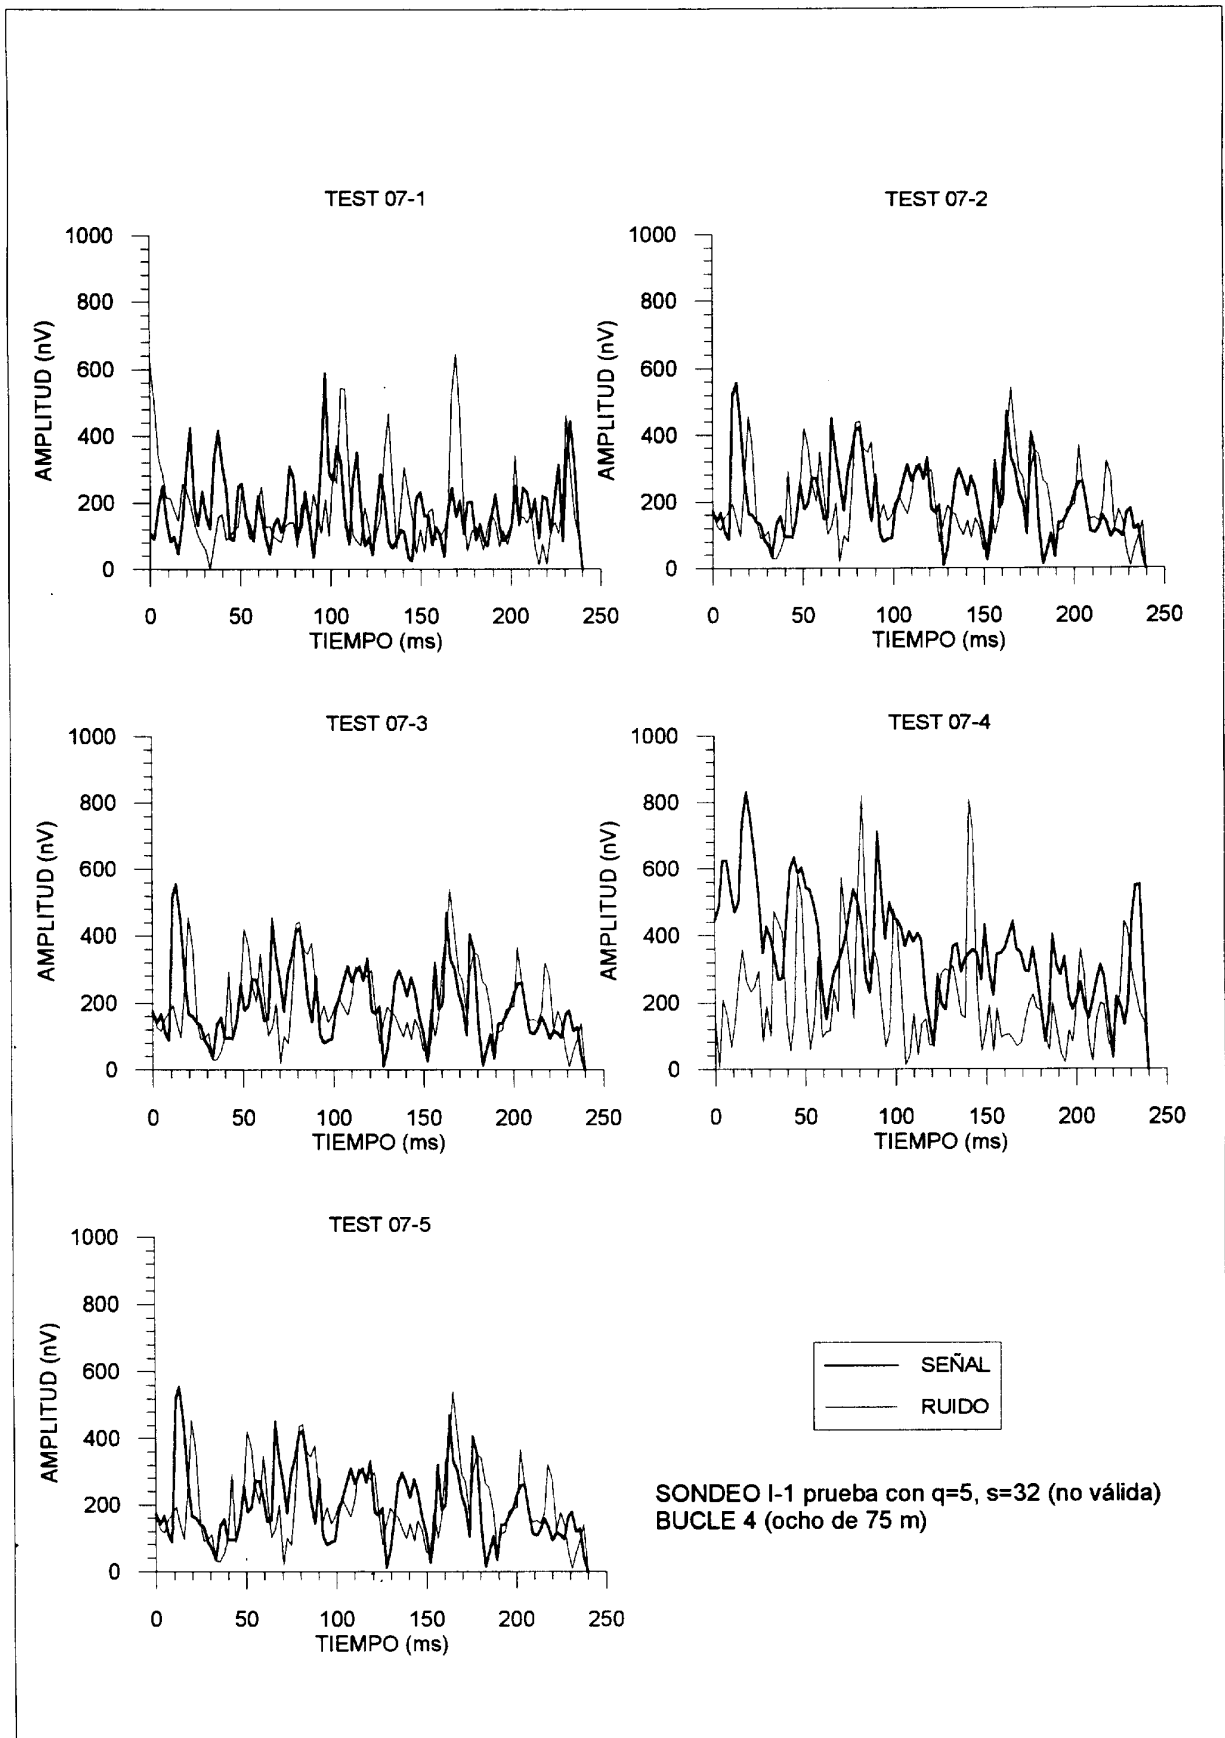 TEST 07-1
1000
800
600
400
200
0
AMPLITUD (nV)
0 50 100 150 200 250
TIEMPO (ms)
TEST 07-2
1000
800
600
400
200
0
AMPLITUD (nV)
0 50 100 150 200 250
TIEMPO (ms)
TEST 07-3
1000
800
600
400
200
0
AMPLITUD (nV)
0 50 100 150 200 250
TIEMPO (ms)
TEST 07-4
1000
800
600
400
200
0
AMPLITUD (nV)
0 50 100 150 200 250
TIEMPO (ms)
TEST 07-5
1000
800
600
400
200
0
AMPLITUD (nV)
0 50 100 150 200 250
TIEMPO (ms)
SEÑAL
RUIDO
SONDEO I-1 prueba con q=5, s=32 (no válida)
BUCLE 4 (ocho de 75 m)